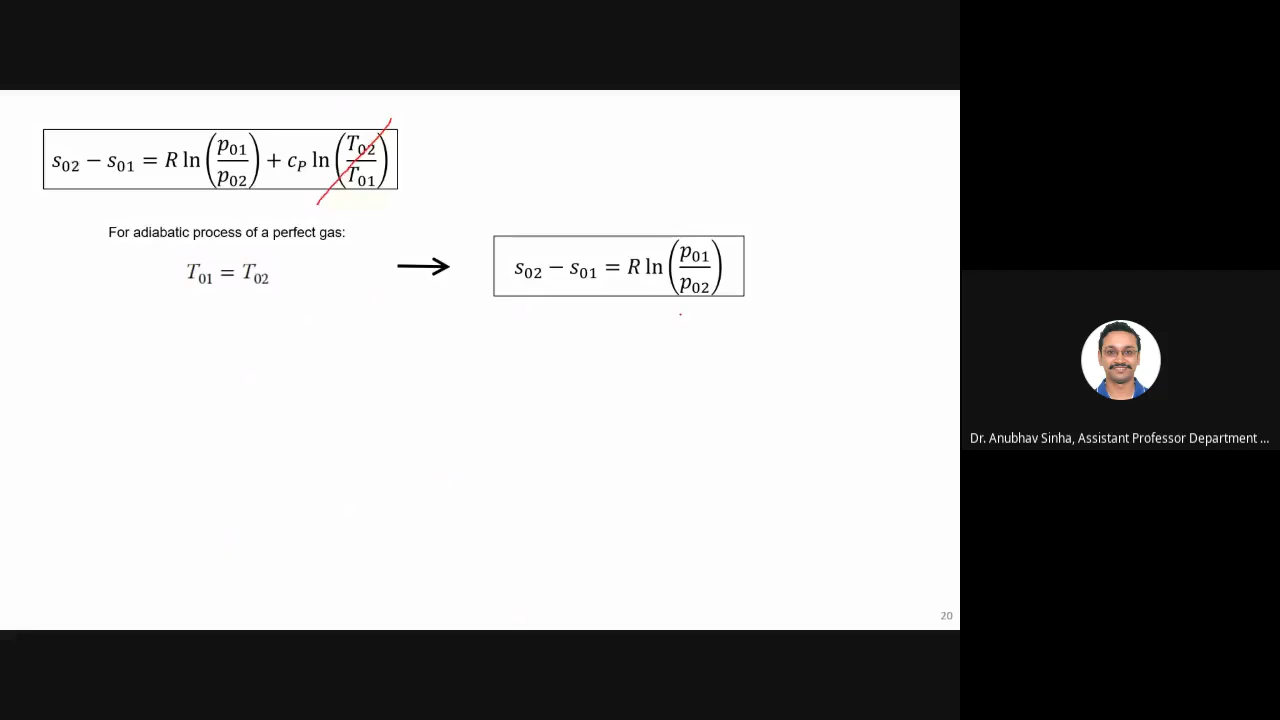 s₀₂ − s₀₁ = R ln(p₀₁/p₀₂) + c_P ln(T₀₂/T₀₁)
For adiabatic process of a perfect gas:
T₀₁ = T₀₂
s₀₂ − s₀₁ = R ln(p₀₁/p₀₂)
Dr. Anubhav Sinha, Assistant Professor Department ...
20